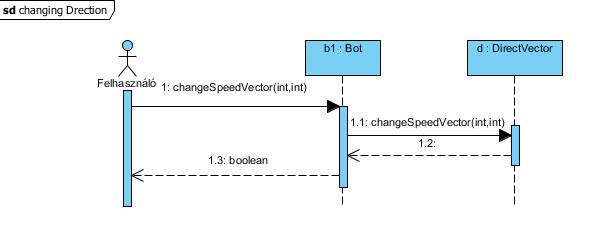 sd changing Direction
b1 : Bot
d : DirectVector
Felhasználó
1: changeSpeedVector(int,int)
1.1: changeSpeedVector(int,int)
1.2:
1.3: boolean